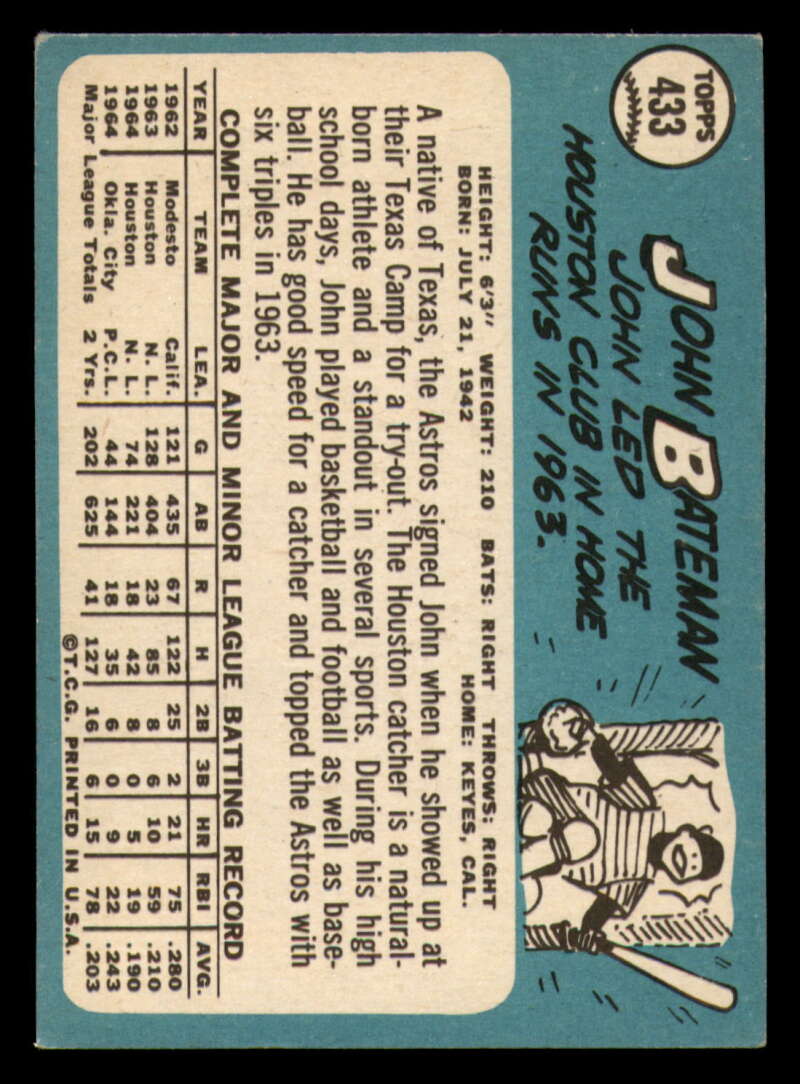 TOPPS
433
JOHN BATEMAN
JOHN LED THE
HOUSTON CLUB IN HOME
RUNS IN 1963.
HEIGHT: 6'3" WEIGHT: 210 BATS: RIGHT THROWS: RIGHT
BORN: JULY 21, 1942 HOME: KEYES, CAL.
A native of Texas, the Astros signed John when he showed up at
their Texas Camp for a try-out. The Houston catcher is a natural-
born athlete and a standout in several sports. During his high
school days, John played basketball and football as well as base-
ball. He has good speed for a catcher and topped the Astros with
six triples in 1963.
COMPLETE MAJOR AND MINOR LEAGUE BATTING RECORD
YEAR TEAM LEA. G AB R H 2B 3B HR RBI AVG.
1962 Modesto Calif. 121 435 67 122 25 2 21 75 .280
1963 Houston N. L. 128 404 23 85 8 6 10 59 .210
1964 Houston N. L. 74 221 18 42 8 0 5 19 .190
1964 Okla. City P.C.L. 44 144 18 35 6 0 9 22 .243
Major League Totals 2 Yrs. 202 625 41 127 16 6 15 78 .203
©T.C.G. PRINTED IN U.S.A.